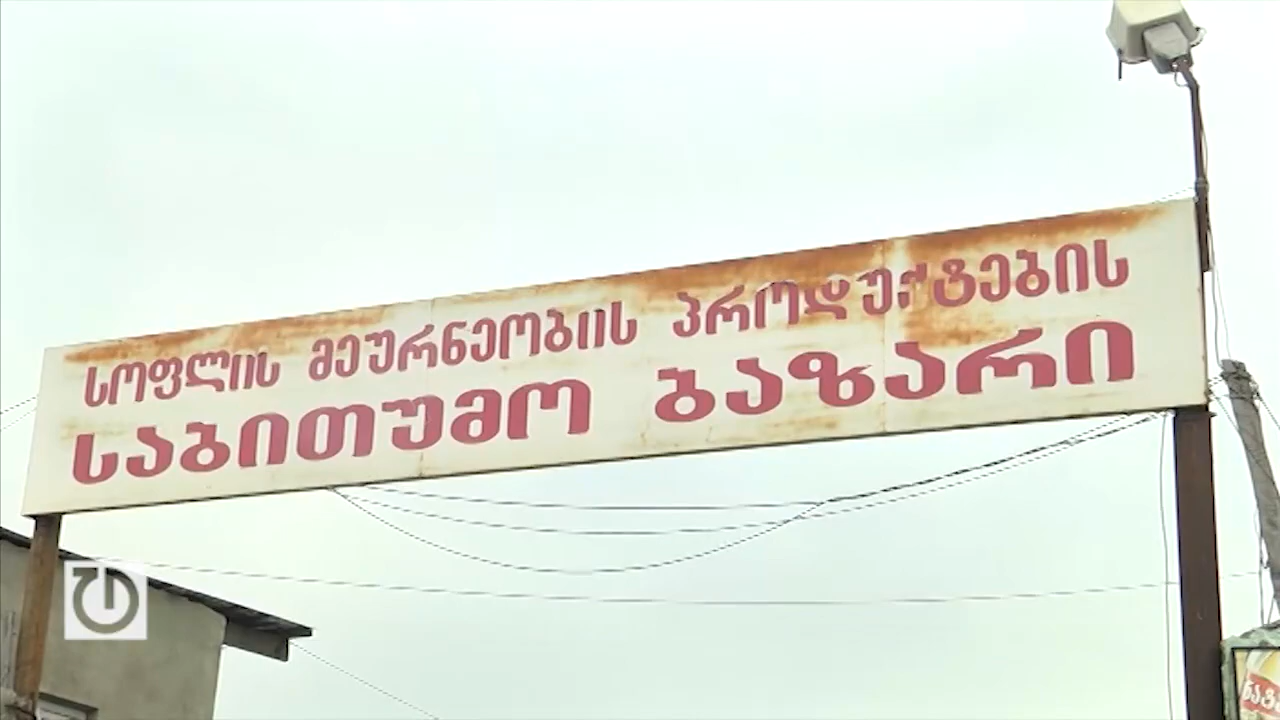 სოფლის მეურნეობის პროდუქტების
საბითუმო ბაზარი